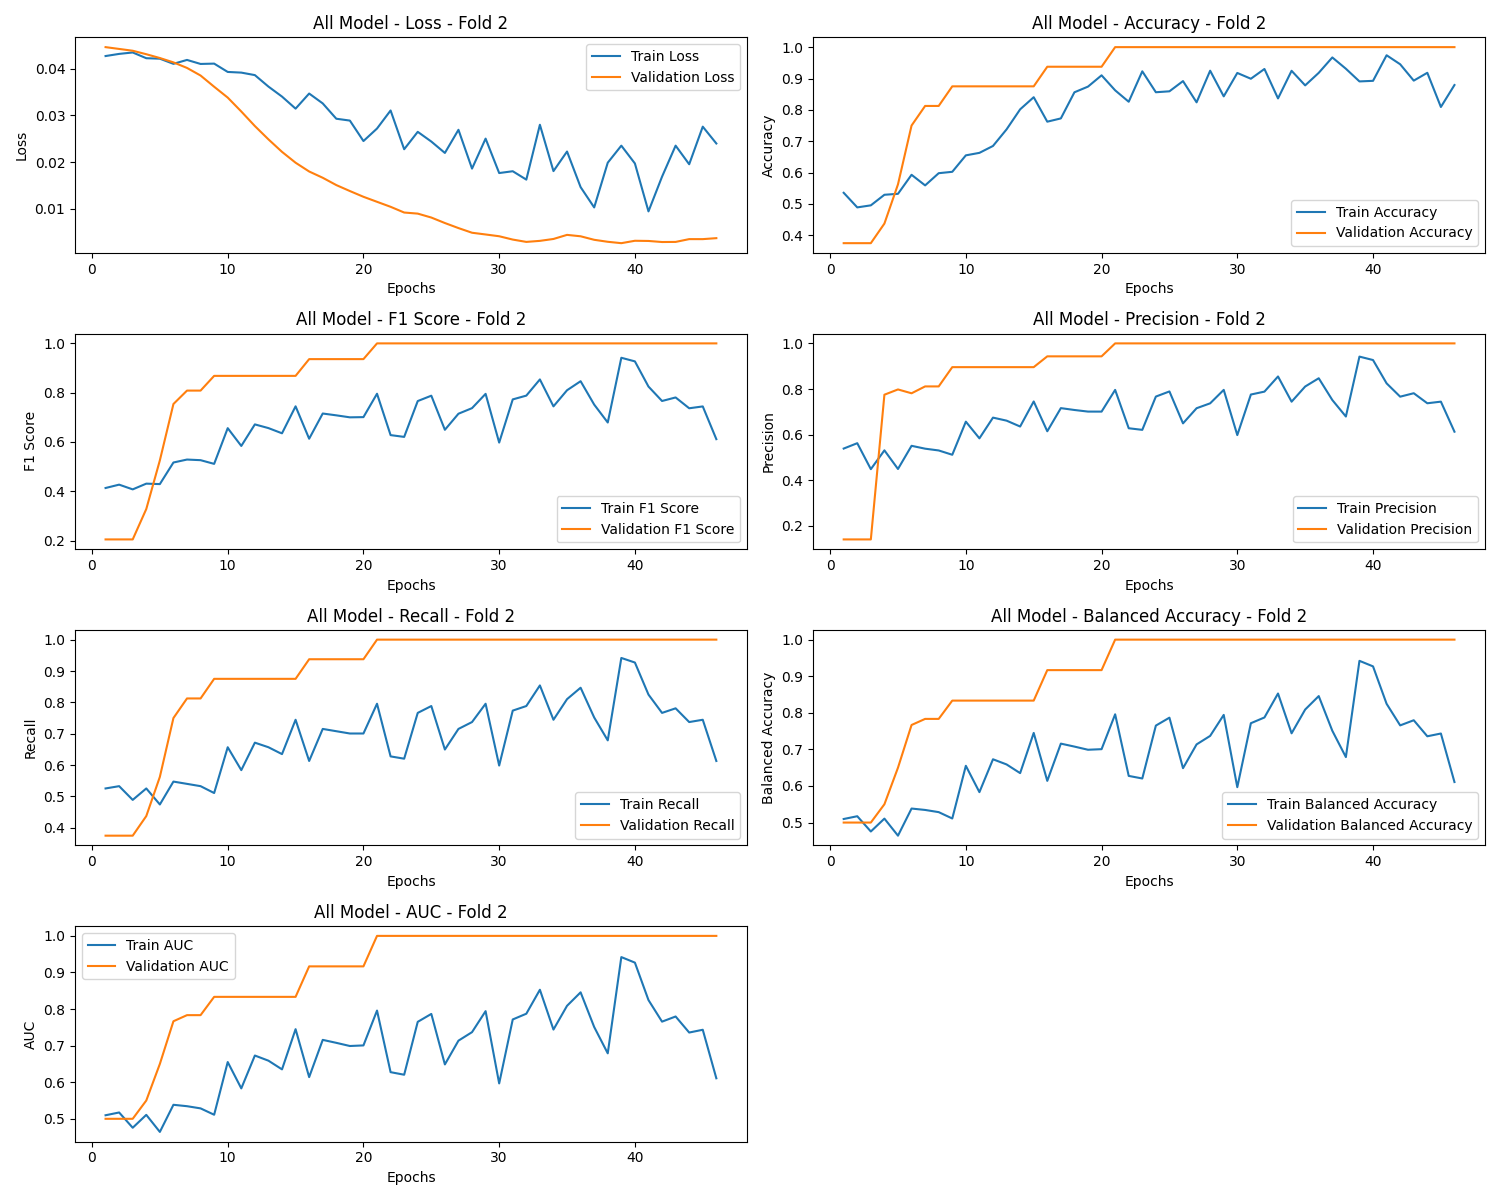 All Model - Loss - Fold 2
Loss
0.04
0.03
0.02
0.01
Train Loss
Validation Loss
0 10 20 30 40
Epochs
All Model - Accuracy - Fold 2
Accuracy
1.0
0.9
0.8
0.7
0.6
0.5
0.4
Train Accuracy
Validation Accuracy
0 10 20 30 40
Epochs
All Model - F1 Score - Fold 2
F1 Score
1.0
0.8
0.6
0.4
0.2
Train F1 Score
Validation F1 Score
0 10 20 30 40
Epochs
All Model - Precision - Fold 2
Precision
1.0
0.8
0.6
0.4
0.2
Train Precision
Validation Precision
0 10 20 30 40
Epochs
All Model - Recall - Fold 2
Recall
1.0
0.9
0.8
0.7
0.6
0.5
0.4
Train Recall
Validation Recall
0 10 20 30 40
Epochs
All Model - Balanced Accuracy - Fold 2
Balanced Accuracy
1.0
0.9
0.8
0.7
0.6
0.5
Train Balanced Accuracy
Validation Balanced Accuracy
0 10 20 30 40
Epochs
All Model - AUC - Fold 2
AUC
1.0
0.9
0.8
0.7
0.6
0.5
Train AUC
Validation AUC
0 10 20 30 40
Epochs